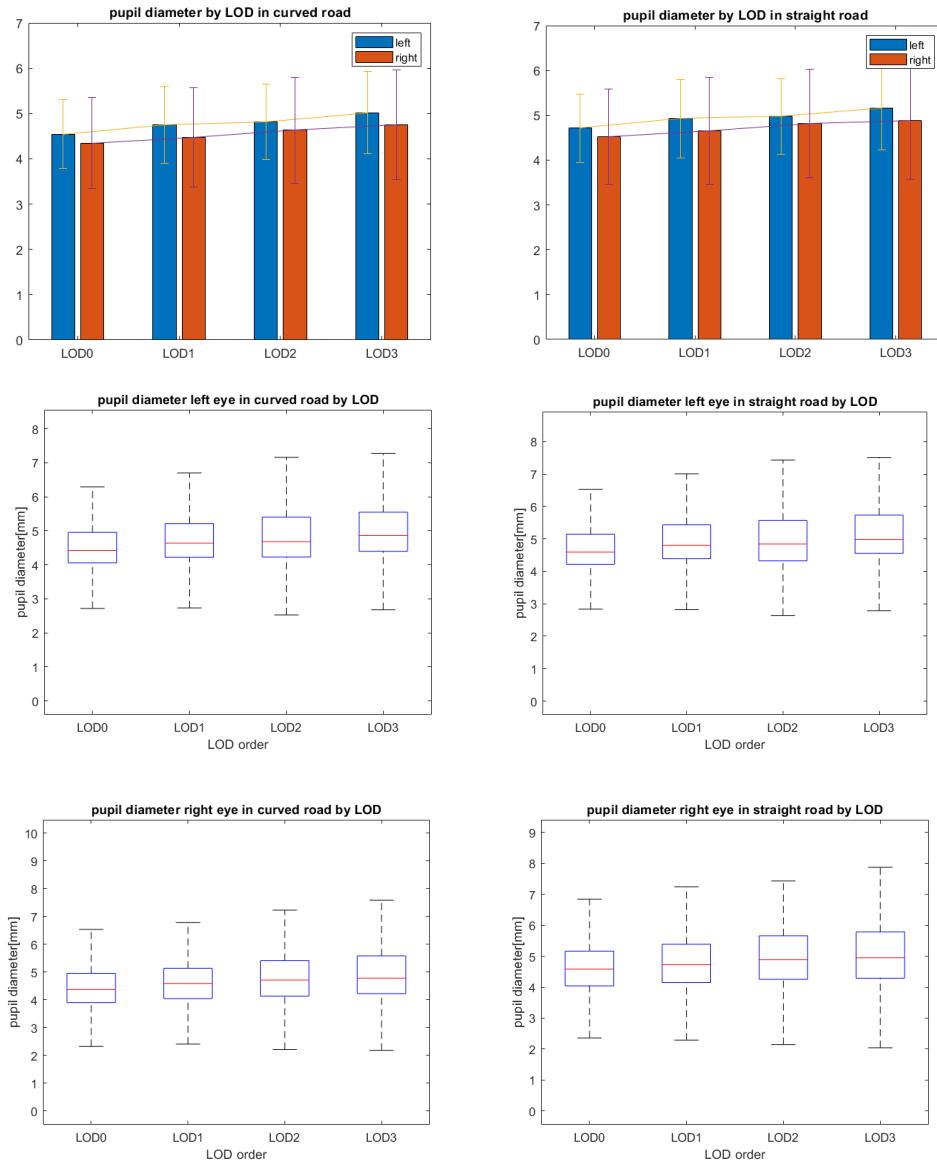 pupil diameter by LOD in curved road
7
6
5
4
3
2
1
0
left
right
LOD0 LOD1 LOD2 LOD3
pupil diameter by LOD in straight road
7
6
5
4
3
2
1
0
left
right
LOD0 LOD1 LOD2 LOD3
pupil diameter left eye in curved road by LOD
pupil diameter[mm]
8
7
6
5
4
3
2
1
0
LOD0 LOD1 LOD2 LOD3
LOD order
pupil diameter left eye in straight road by LOD
pupil diameter[mm]
8
7
6
5
4
3
2
1
0
LOD0 LOD1 LOD2 LOD3
LOD order
pupil diameter right eye in curved road by LOD
pupil diameter[mm]
10
9
8
7
6
5
4
3
2
1
0
LOD0 LOD1 LOD2 LOD3
LOD order
pupil diameter right eye in straight road by LOD
pupil diameter[mm]
9
8
7
6
5
4
3
2
1
0
LOD0 LOD1 LOD2 LOD3
LOD order